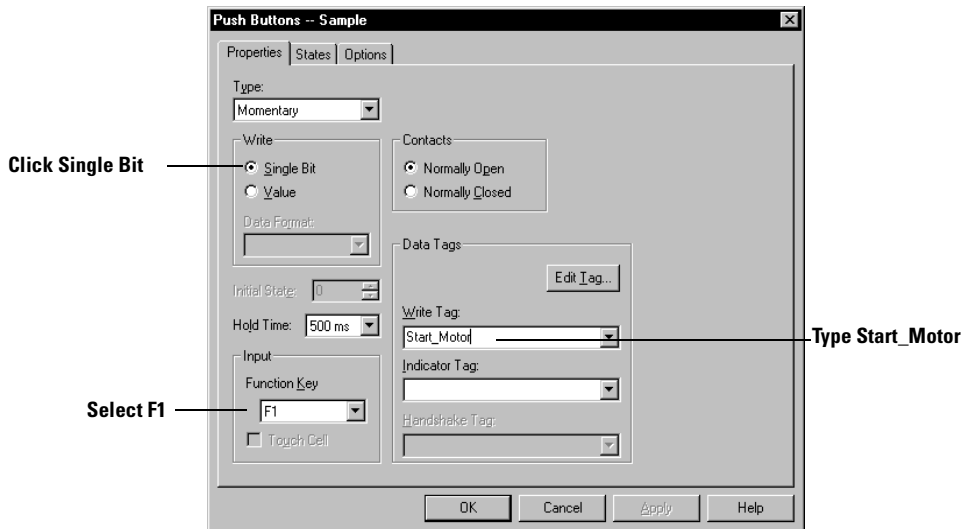 Push Buttons -- Sample
Properties
States
Options
Type:
Momentary
Write
Contacts
Click Single Bit
Single Bit
Normally Open
Value
Normally Closed
Data Format:
Data Tags
Edit Tag...
Initial State:
0
Write Tag:
Hold Time:
500 ms
Start_Motor
Type Start_Motor
Input
Indicator Tag:
Function Key
Select F1
F1
Handshake Tag:
Touch Cell
OK
Cancel
Apply
Help